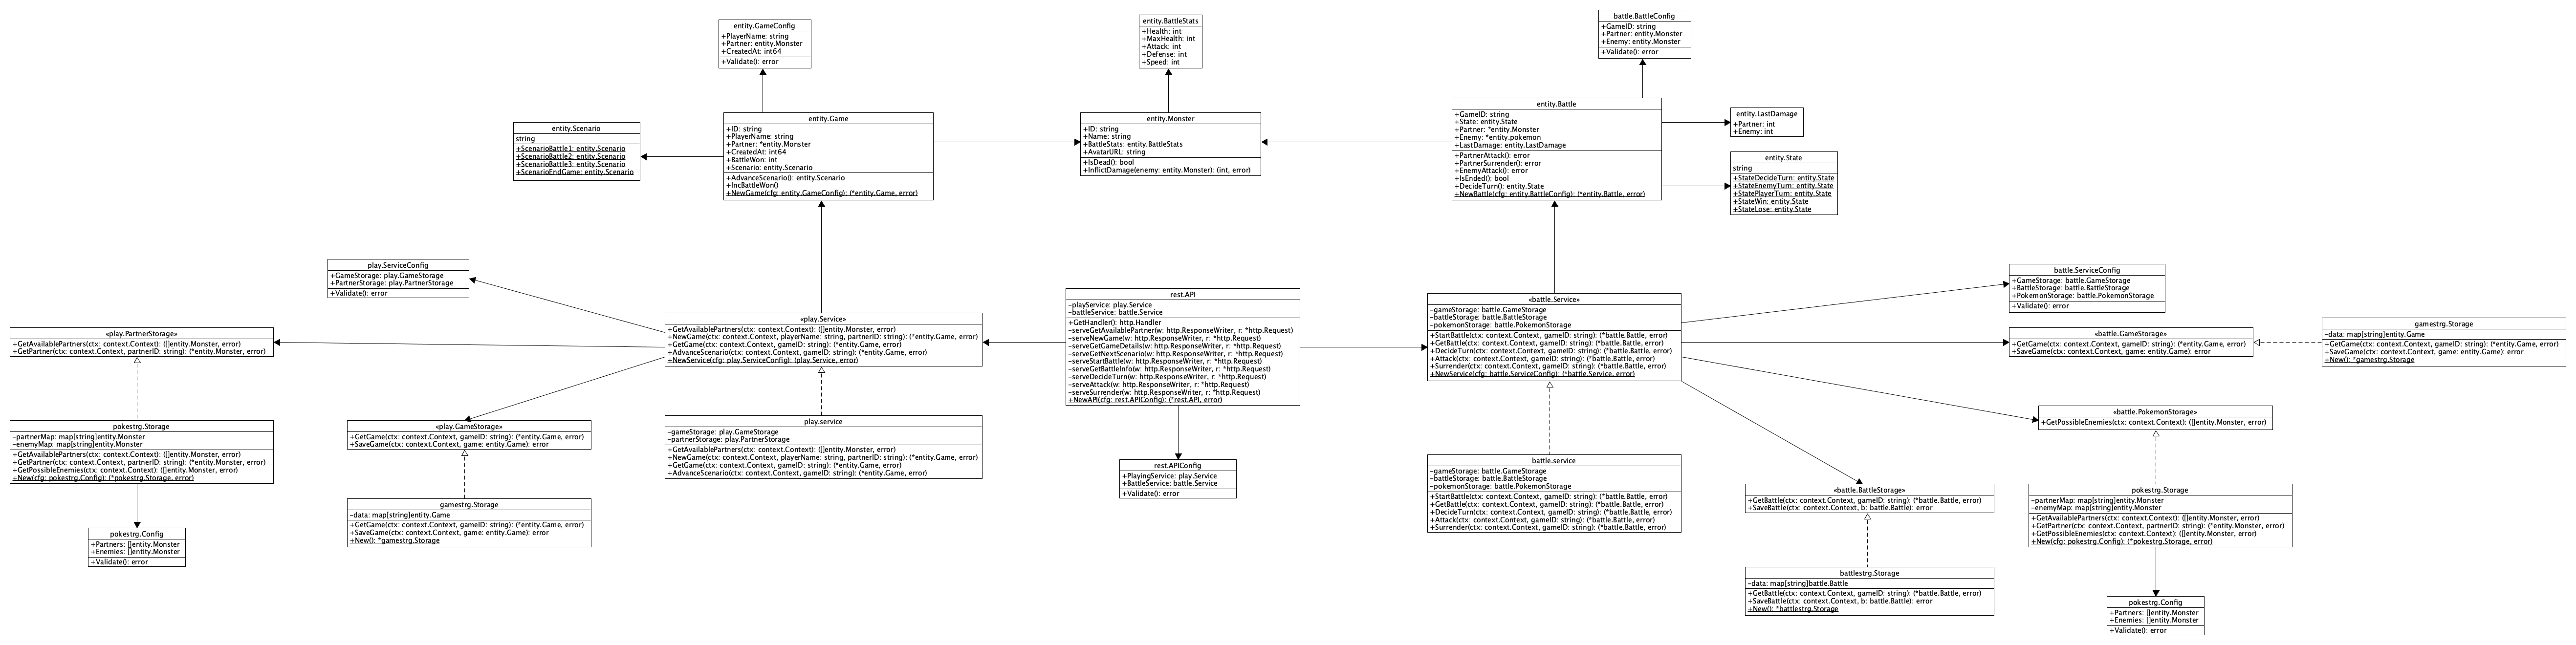 entity.GameConfig
+PlayerName: string
+Partner: entity.Monster
+CreatedAt: int64
+Validate(): error
entity.BattleStats
+Health: int
+MaxHealth: int
+Attack: int
+Defense: int
+Speed: int
battle.BattleConfig
+GameID: string
+Partner: entity.Monster
+Enemy: entity.Monster
+Validate(): error
entity.Scenario
string
+ScenarioBattle1: entity.Scenario
+ScenarioBattle2: entity.Scenario
+ScenarioBattle3: entity.Scenario
+ScenarioEndGame: entity.Scenario
entity.Game
+ID: string
+PlayerName: string
+Partner: *entity.Monster
+CreatedAt: int64
+BattleWon: int
+Scenario: entity.Scenario
+AdvanceScenario(): entity.Scenario
+IncBattleWon()
+NewGame(cfg: entity.GameConfig): (*entity.Game, error)
entity.Monster
+ID: string
+Name: string
+BattleStats: entity.BattleStats
+AvatarURL: string
+IsDead(): bool
+InflictDamage(enemy: entity.Monster): (int, error)
entity.Battle
+GameID: string
+State: entity.State
+Partner: *entity.Monster
+Enemy: *entity.pokemon
+LastDamage: entity.LastDamage
+PartnerAttack(): error
+PartnerSurrender(): error
+EnemyAttack(): error
+IsEnded(): bool
+DecideTurn(): entity.State
+NewBattle(cfg: entity.BattleConfig): (*entity.Battle, error)
entity.LastDamage
+Partner: int
+Enemy: int
entity.State
string
+StateDecideTurn: entity.State
+StateEnemyTurn: entity.State
+StatePlayerTurn: entity.State
+StateWin: entity.State
+StateLose: entity.State
play.ServiceConfig
+GameStorage: play.GameStorage
+PartnerStorage: play.PartnerStorage
+Validate(): error
«play.PartnerStorage»
+GetAvailablePartners(ctx: context.Context): ([]entity.Monster, error)
+GetPartner(ctx: context.Context, partnerID: string): (*entity.Monster, error)
«play.Service»
+GetAvailablePartners(ctx: context.Context): ([]entity.Monster, error)
+NewGame(ctx: context.Context, playerName: string, partnerID: string): (*entity.Game, error)
+GetGame(ctx: context.Context, gameID: string): (*entity.Game, error)
+AdvanceScenario(ctx: context.Context, gameID: string): (*entity.Game, error)
+NewService(cfg: play.ServiceConfig): (play.Service, error)
rest.API
-playService: play.Service
-battleService: battle.Service
+GetHandler(): http.Handler
-serveGetAvailablePartner(w: http.ResponseWriter, r: *http.Request)
-serveNewGame(w: http.ResponseWriter, r: *http.Request)
-serveGetGameDetails(w: http.ResponseWriter, r: *http.Request)
-serveGetNextScenario(w: http.ResponseWriter, r: *http.Request)
-serveStartBattle(w: http.ResponseWriter, r: *http.Request)
-serveGetBattleInfo(w: http.ResponseWriter, r: *http.Request)
-serveDecideTurn(w: http.ResponseWriter, r: *http.Request)
-serveAttack(w: http.ResponseWriter, r: *http.Request)
-serveSurrender(w: http.ResponseWriter, r: *http.Request)
+NewAPI(cfg: rest.APIConfig): (*rest.API, error)
«battle.Service»
-gameStorage: battle.GameStorage
-battleStorage: battle.BattleStorage
-pokemonStorage: battle.PokemonStorage
+StartBattle(ctx: context.Context, gameID: string): (*battle.Battle, error)
+GetBattle(ctx: context.Context, gameID: string): (*battle.Battle, error)
+DecideTurn(ctx: context.Context, gameID: string): (*battle.Battle, error)
+Attack(ctx: context.Context, gameID: string): (*battle.Battle, error)
+Surrender(ctx: context.Context, gameID: string): (*battle.Battle, error)
+NewService(cfg: battle.ServiceConfig): (*battle.Service, error)
battle.ServiceConfig
+GameStorage: battle.GameStorage
+BattleStorage: battle.BattleStorage
+PokemonStorage: battle.PokemonStorage
+Validate(): error
«battle.GameStorage»
+GetGame(ctx: context.Context, gameID: string): (*entity.Game, error)
+SaveGame(ctx: context.Context, game: entity.Game): error
gamestrg.Storage
-data: map[string]entity.Game
+GetGame(ctx: context.Context, gameID: string): (*entity.Game, error)
+SaveGame(ctx: context.Context, game: entity.Game): error
+New(): *gamestrg.Storage
pokestrg.Storage
-partnerMap: map[string]entity.Monster
-enemyMap: map[string]entity.Monster
+GetAvailablePartners(ctx: context.Context): ([]entity.Monster, error)
+GetPartner(ctx: context.Context, partnerID: string): (*entity.Monster, error)
+GetPossibleEnemies(ctx: context.Context): ([]entity.Monster, error)
+New(cfg: pokestrg.Config): (*pokestrg.Storage, error)
«play.GameStorage»
+GetGame(ctx: context.Context, gameID: string): (*entity.Game, error)
+SaveGame(ctx: context.Context, game: entity.Game): error
play.service
-gameStorage: play.GameStorage
-partnerStorage: play.PartnerStorage
+GetAvailablePartners(ctx: context.Context): ([]entity.Monster, error)
+NewGame(ctx: context.Context, playerName: string, partnerID: string): (*entity.Game, error)
+GetGame(ctx: context.Context, gameID: string): (*entity.Game, error)
+AdvanceScenario(ctx: context.Context, gameID: string): (*entity.Game, error)
«battle.PokemonStorage»
+GetPossibleEnemies(ctx: context.Context): ([]entity.Monster, error)
rest.APIConfig
+PlayingService: play.Service
+BattleService: battle.Service
+Validate(): error
battle.service
-gameStorage: battle.GameStorage
-battleStorage: battle.BattleStorage
-pokemonStorage: battle.PokemonStorage
+StartBattle(ctx: context.Context, gameID: string): (*battle.Battle, error)
+GetBattle(ctx: context.Context, gameID: string): (*battle.Battle, error)
+DecideTurn(ctx: context.Context, gameID: string): (*battle.Battle, error)
+Attack(ctx: context.Context, gameID: string): (*battle.Battle, error)
+Surrender(ctx: context.Context, gameID: string): (*battle.Battle, error)
gamestrg.Storage
-data: map[string]entity.Game
+GetGame(ctx: context.Context, gameID: string): (*entity.Game, error)
+SaveGame(ctx: context.Context, game: entity.Game): error
+New(): *gamestrg.Storage
«battle.BattleStorage»
+GetBattle(ctx: context.Context, gameID: string): (*battle.Battle, error)
+SaveBattle(ctx: context.Context, b: battle.Battle): error
pokestrg.Storage
-partnerMap: map[string]entity.Monster
-enemyMap: map[string]entity.Monster
+GetAvailablePartners(ctx: context.Context): ([]entity.Monster, error)
+GetPartner(ctx: context.Context, partnerID: string): (*entity.Monster, error)
+GetPossibleEnemies(ctx: context.Context): ([]entity.Monster, error)
+New(cfg: pokestrg.Config): (*pokestrg.Storage, error)
pokestrg.Config
+Partners: []entity.Monster
+Enemies: []entity.Monster
+Validate(): error
battlestrg.Storage
-data: map[string]battle.Battle
+GetBattle(ctx: context.Context, gameID: string): (*battle.Battle, error)
+SaveBattle(ctx: context.Context, b: battle.Battle): error
+New(): *battlestrg.Storage
pokestrg.Config
+Partners: []entity.Monster
+Enemies: []entity.Monster
+Validate(): error